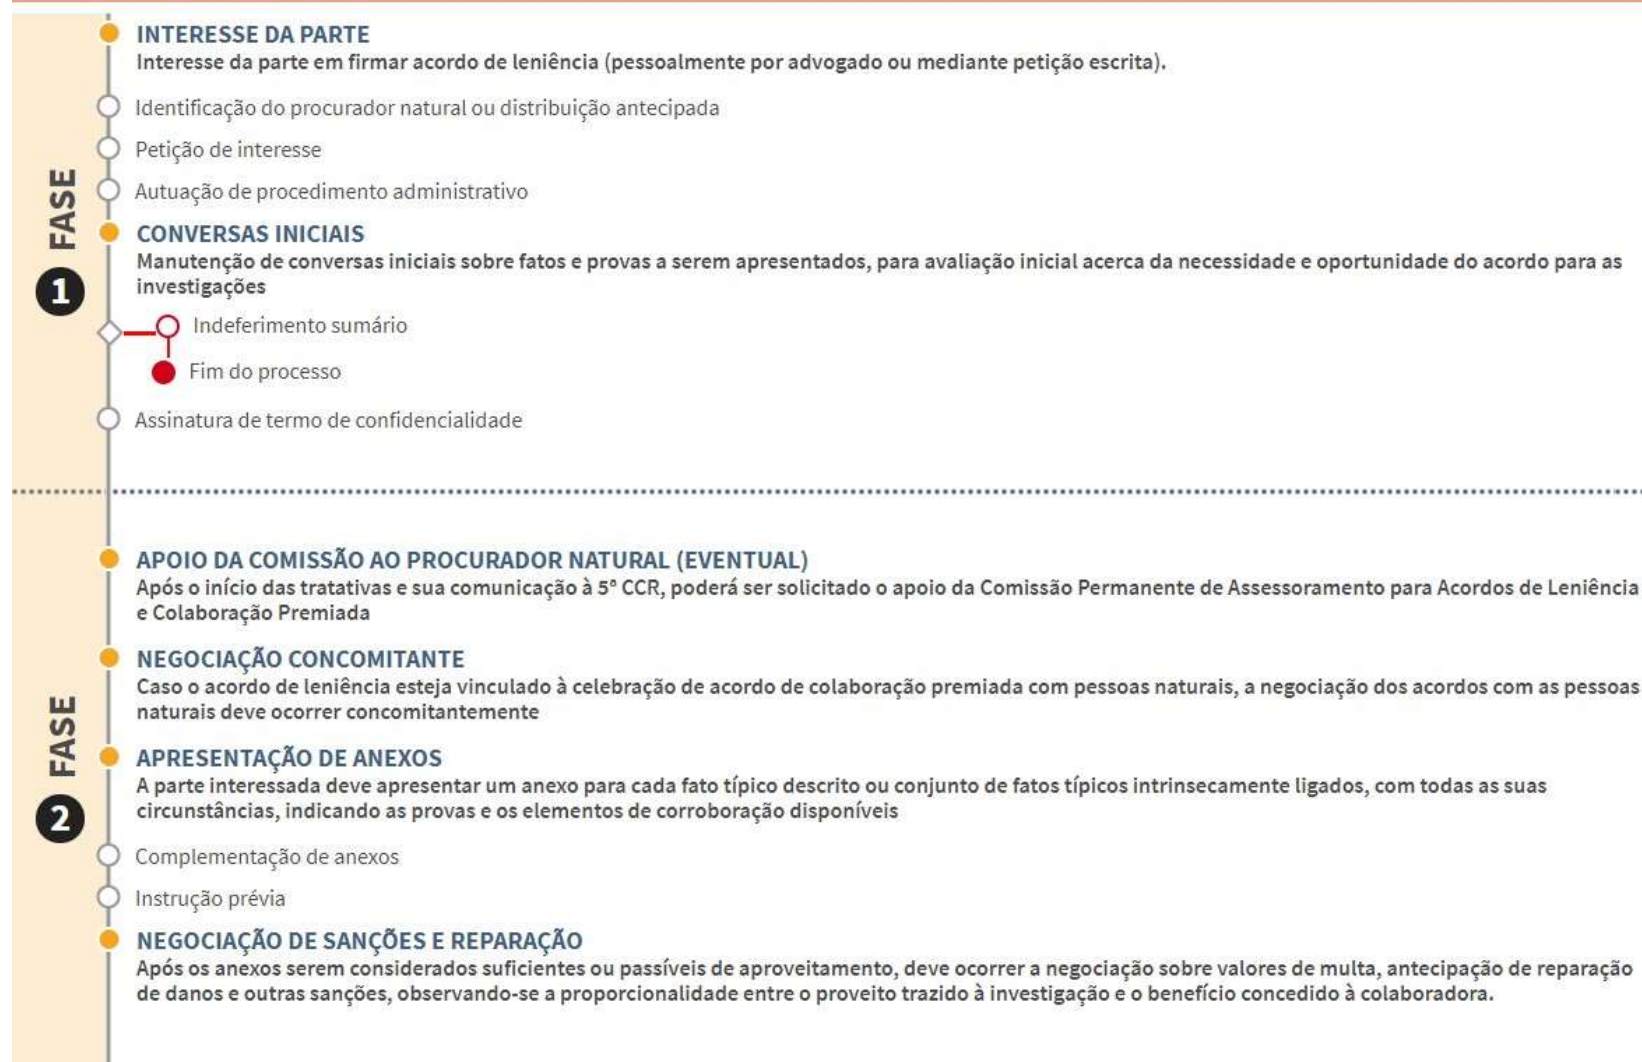 INTERESSE DA PARTE
Interesse da parte em firmar acordo de leniência (pessoalmente por advogado ou mediante petição escrita).
Identificação do procurador natural ou distribuição antecipada
Petição de interesse
Autuação de procedimento administrativo
FASE
1
CONVERSAS INICIAIS
Manutenção de conversas iniciais sobre fatos e provas a serem apresentados, para avaliação inicial acerca da necessidade e oportunidade do acordo para as
investigações
Indeferimento sumário
Fim do processo
Assinatura de termo de confidencialidade
APOIO DA COMISSÃO AO PROCURADOR NATURAL (EVENTUAL)
Após o início das tratativas e sua comunicação à 5ª CCR, poderá ser solicitado o apoio da Comissão Permanente de Assessoramento para Acordos de Leniência
e Colaboração Premiada
NEGOCIAÇÃO CONCOMITANTE
Caso o acordo de leniência esteja vinculado à celebração de acordo de colaboração premiada com pessoas naturais, a negociação dos acordos com as pessoas
naturais deve ocorrer concomitantemente
FASE
2
APRESENTAÇÃO DE ANEXOS
A parte interessada deve apresentar um anexo para cada fato típico descrito ou conjunto de fatos típicos intrinsecamente ligados, com todas as suas
circunstâncias, indicando as provas e os elementos de corroboração disponíveis
Complementação de anexos
Instrução prévia
NEGOCIAÇÃO DE SANÇÕES E REPARAÇÃO
Após os anexos serem considerados suficientes ou passíveis de aproveitamento, deve ocorrer a negociação sobre valores de multa, antecipação de reparação
de danos e outras sanções, observando-se a proporcionalidade entre o proveito trazido à investigação e o benefício concedido à colaboradora.